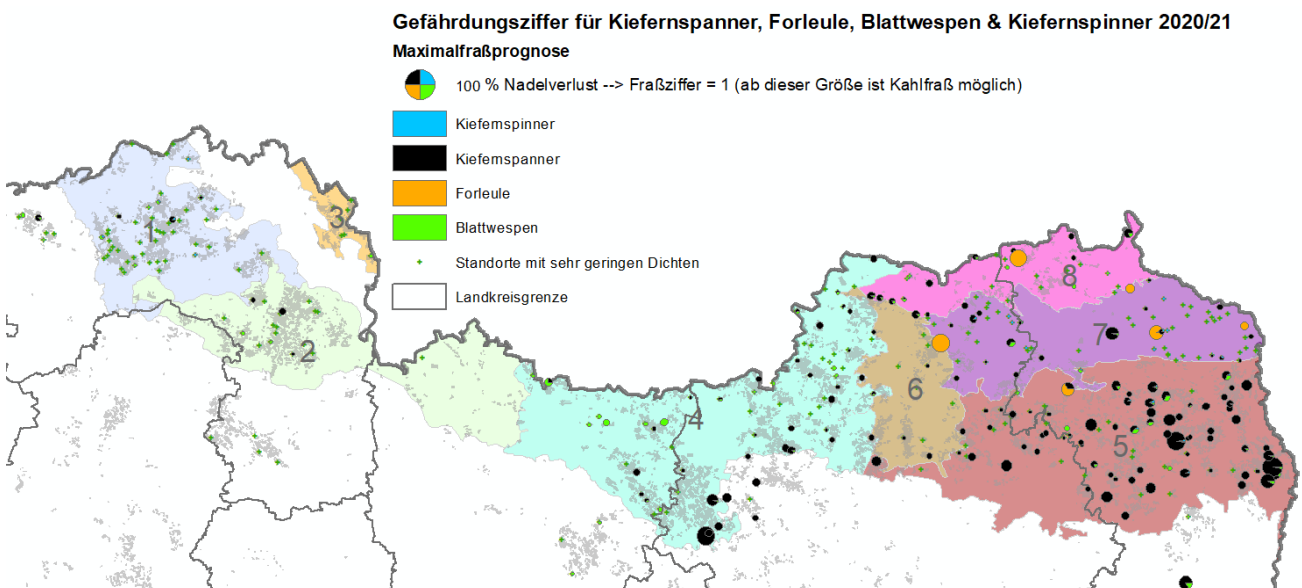 Gefährdungsziffer für Kiefernspanner, Forleule, Blattwespen & Kiefernspinner 2020/21
Maximalfraßprognose
100 % Nadelverlust --> Fraßziffer = 1 (ab dieser Größe ist Kahlfraß möglich)
Kiefernspinner
Kiefernspanner
Forleule
Blattwespen
Standorte mit sehr geringen Dichten
Landkreisgrenze
1
3
2
4
6
8
7
5